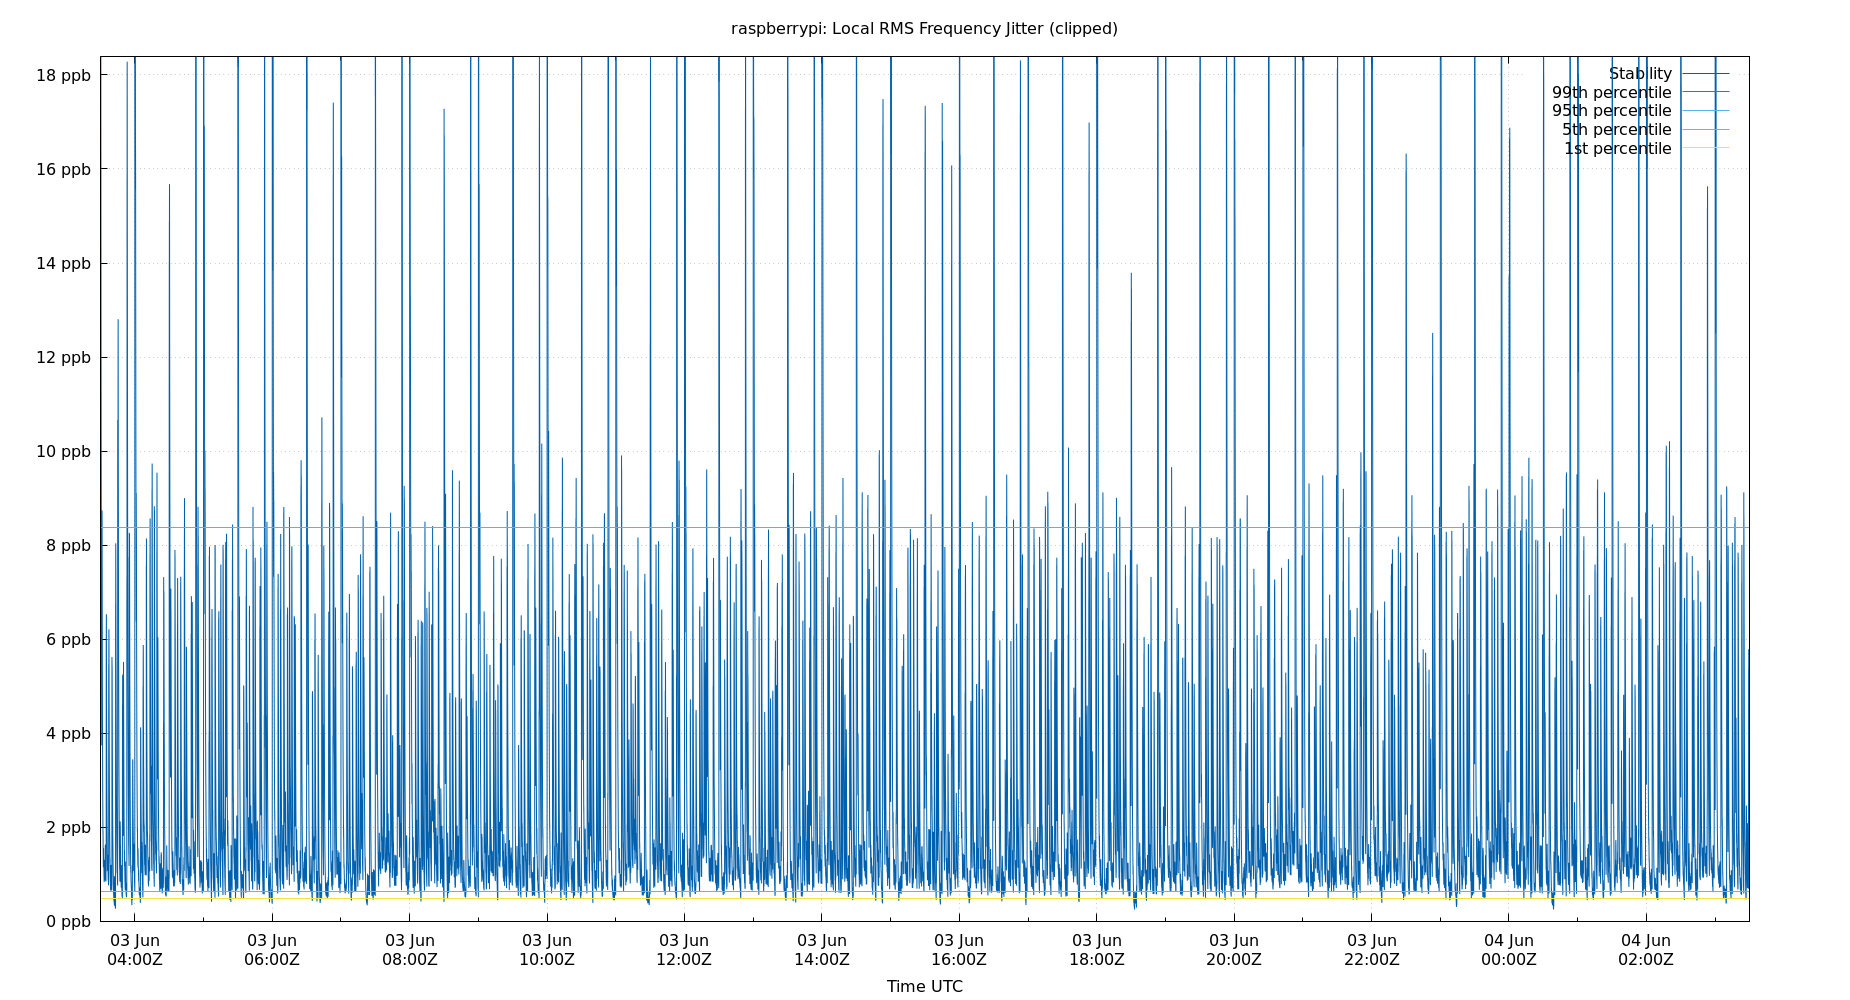 raspberrypi: Local RMS Frequency Jitter (clipped)
18 ppb
16 ppb
14 ppb
12 ppb
10 ppb
8 ppb
6 ppb
4 ppb
2 ppb
0 ppb
Stability
99th percentile
95th percentile
5th percentile
1st percentile
03 Jun 03 Jun 03 Jun 03 Jun 03 Jun 03 Jun 03 Jun 03 Jun 03 Jun 03 Jun 04 Jun 04 Jun
04:00Z 06:00Z 08:00Z 10:00Z 12:00Z 14:00Z 16:00Z 18:00Z 20:00Z 22:00Z 00:00Z 02:00Z
Time UTC